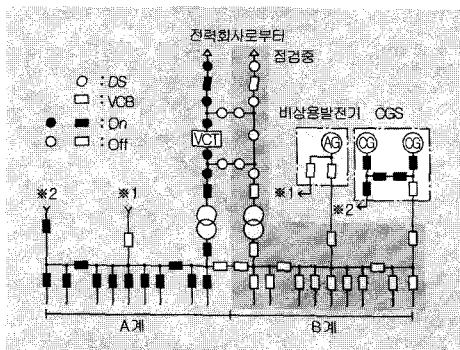 전력회사로부터
점검중
○ : DS
□ : VCB
● ■ : On
○ □ : Off
VCT
비상용발전기 CGS
AG
CG
CG
※1
※2
※2
※1
A계
B계